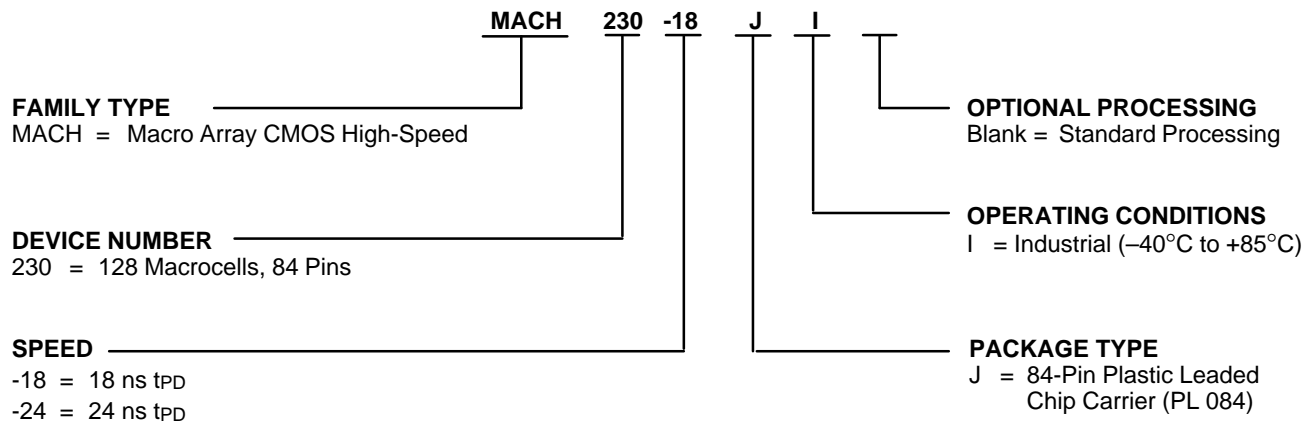 MACH 230 -18 J I
FAMILY TYPE
MACH = Macro Array CMOS High-Speed
DEVICE NUMBER
230 = 128 Macrocells, 84 Pins
SPEED
-18 = 18 ns tPD
-24 = 24 ns tPD
OPTIONAL PROCESSING
Blank = Standard Processing
OPERATING CONDITIONS
I = Industrial (–40°C to +85°C)
PACKAGE TYPE
J = 84-Pin Plastic Leaded
Chip Carrier (PL 084)